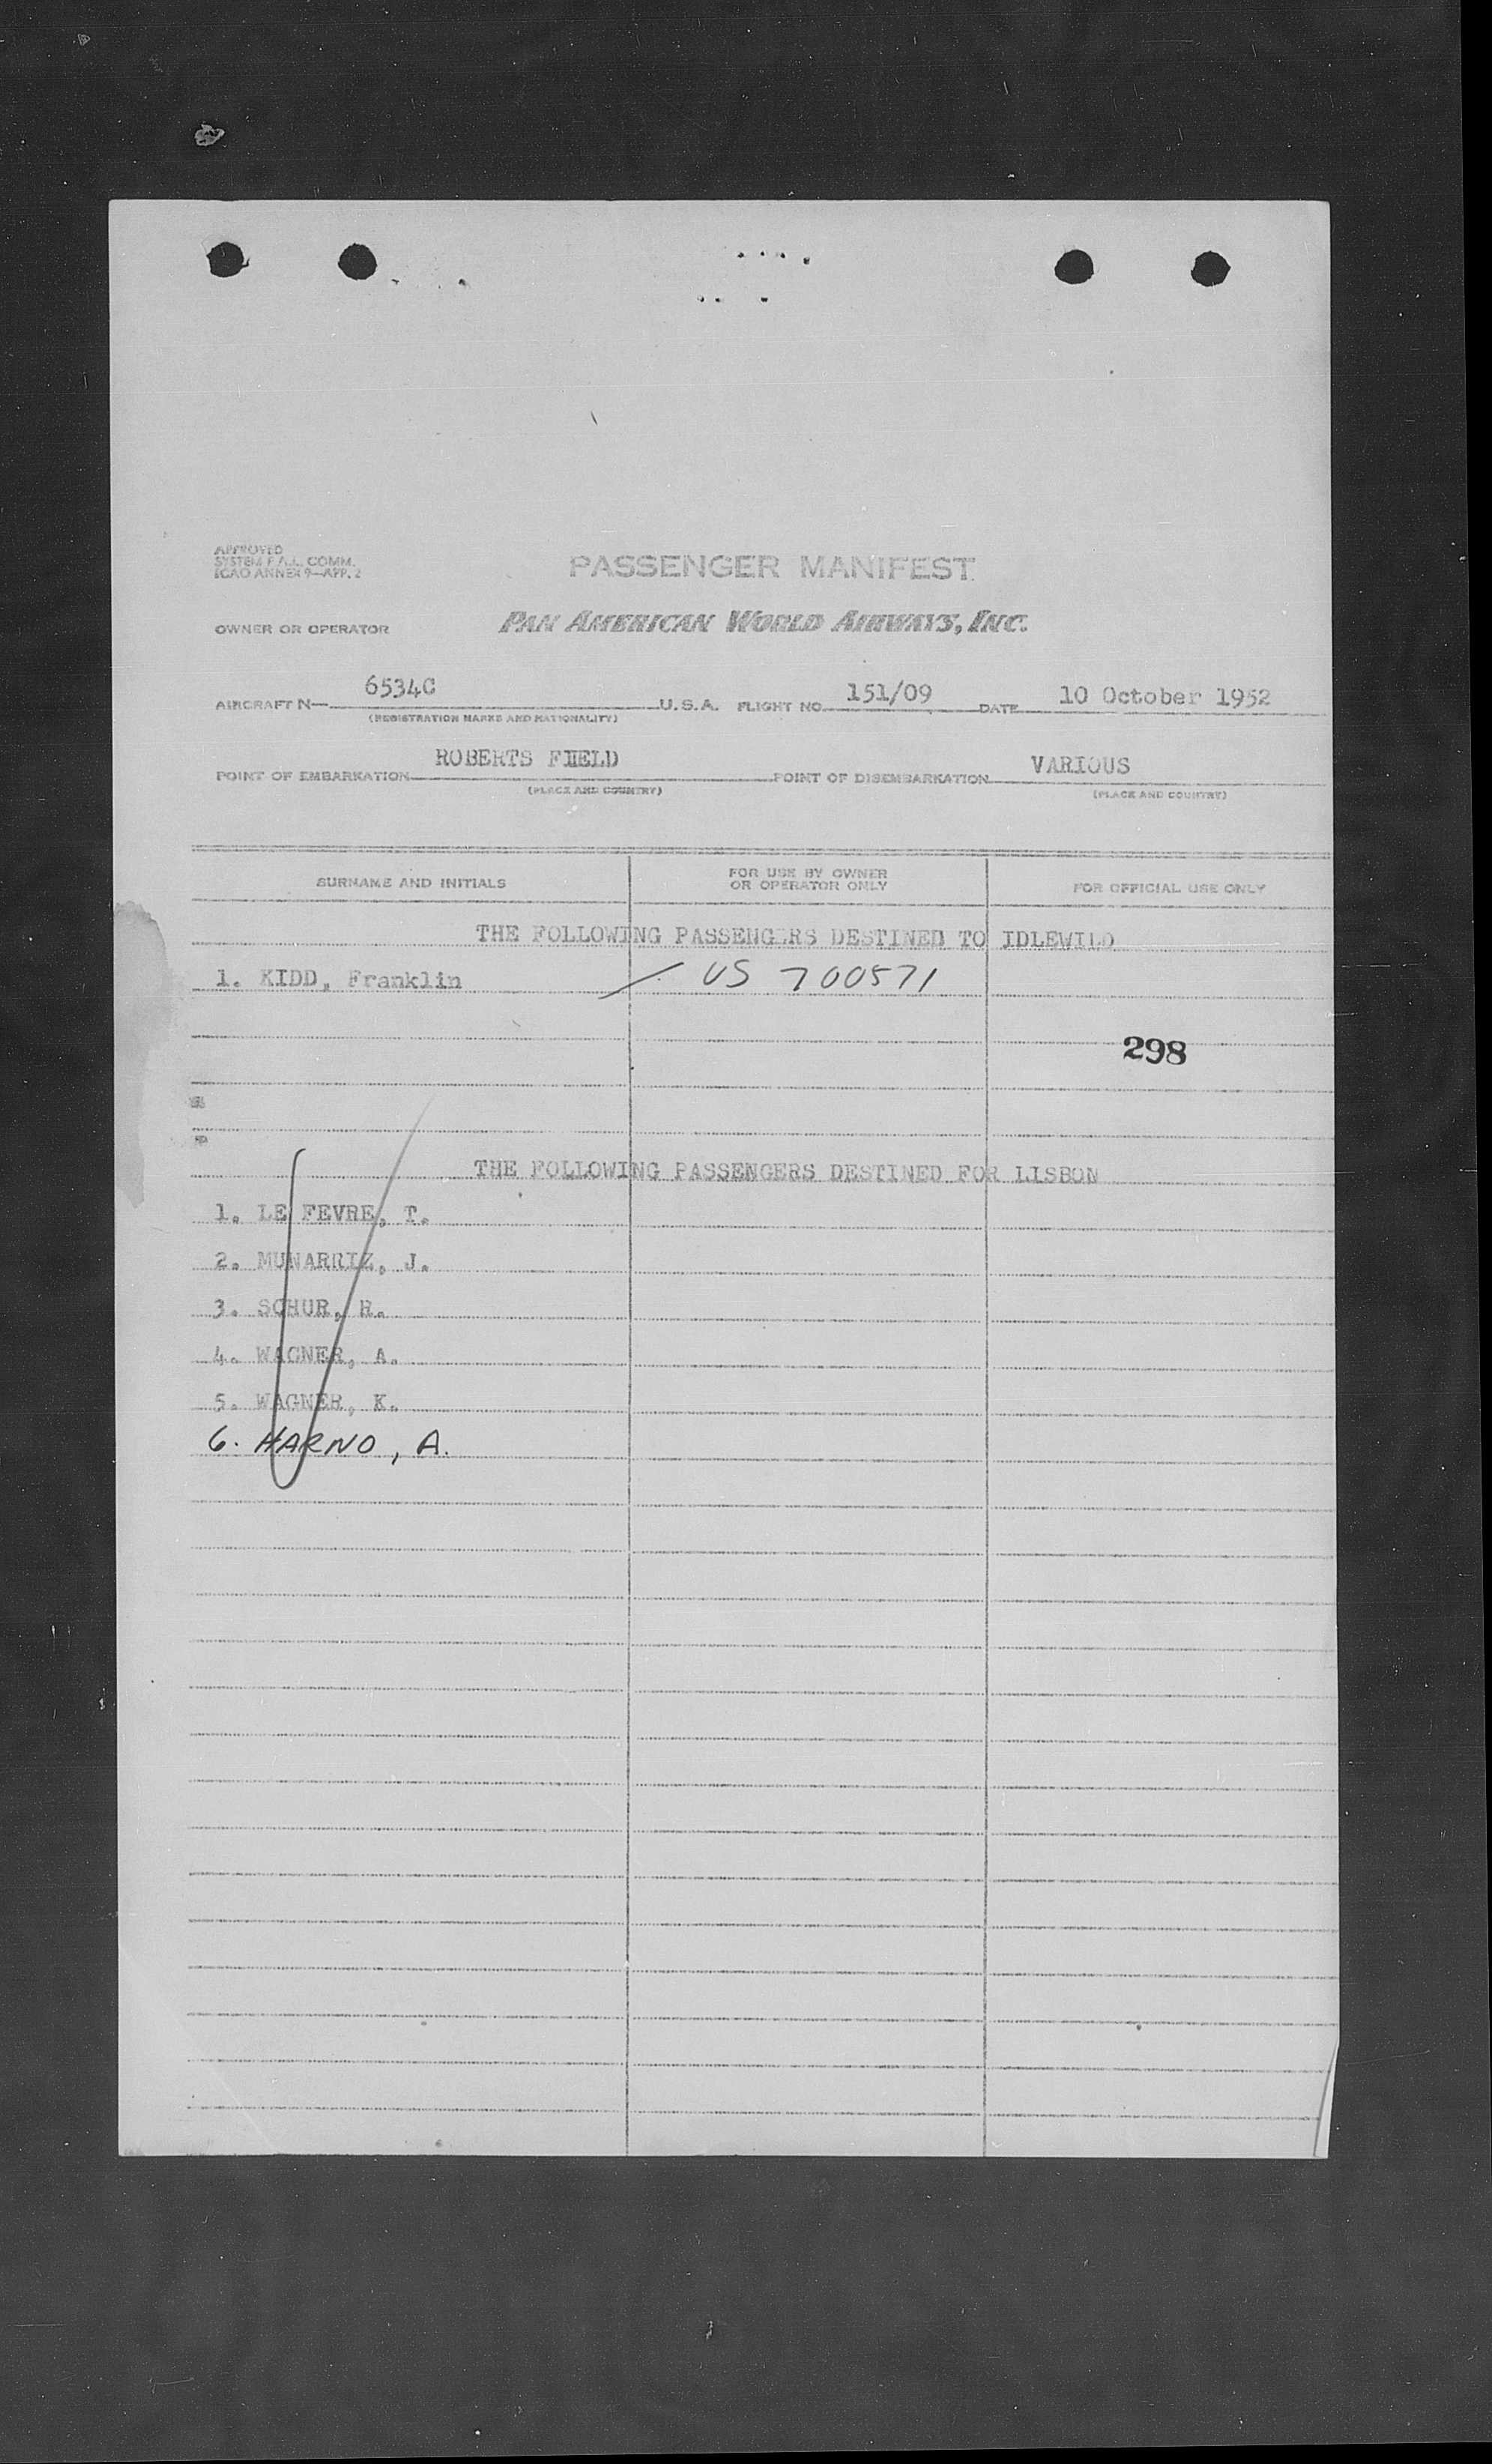 APPROVED
SYSTEM F.A.L. COMM.
ICAO ANNEX 9—APP. 2
PASSENGER MANIFEST
OWNER OR OPERATOR PAN AMERICAN WORLD AIRWAYS, INC.
AIRCRAFT N— 6534C U.S.A. FLIGHT NO. 151/09 DATE 10 October 1952
(REGISTRATION MARKS AND NATIONALITY)
POINT OF EMBARKATION ROBERTS FIELD POINT OF DISEMBARKATION VARIOUS
(PLACE AND COUNTRY) (PLACE AND COUNTRY)
SURNAME AND INITIALS FOR USE BY OWNER OR OPERATOR ONLY FOR OFFICIAL USE ONLY
THE FOLLOWING PASSENGERS DESTINED TO IDLEWILD
1. KIDD, Franklin / US 700571
298
THE FOLLOWING PASSENGERS DESTINED FOR LISBON
1. LE FEVRE, T.
2. MUNARRIZ, J.
3. SCHUR, R.
4. WAGNER, A.
5. WAGNER, K.
6. HARNO, A.